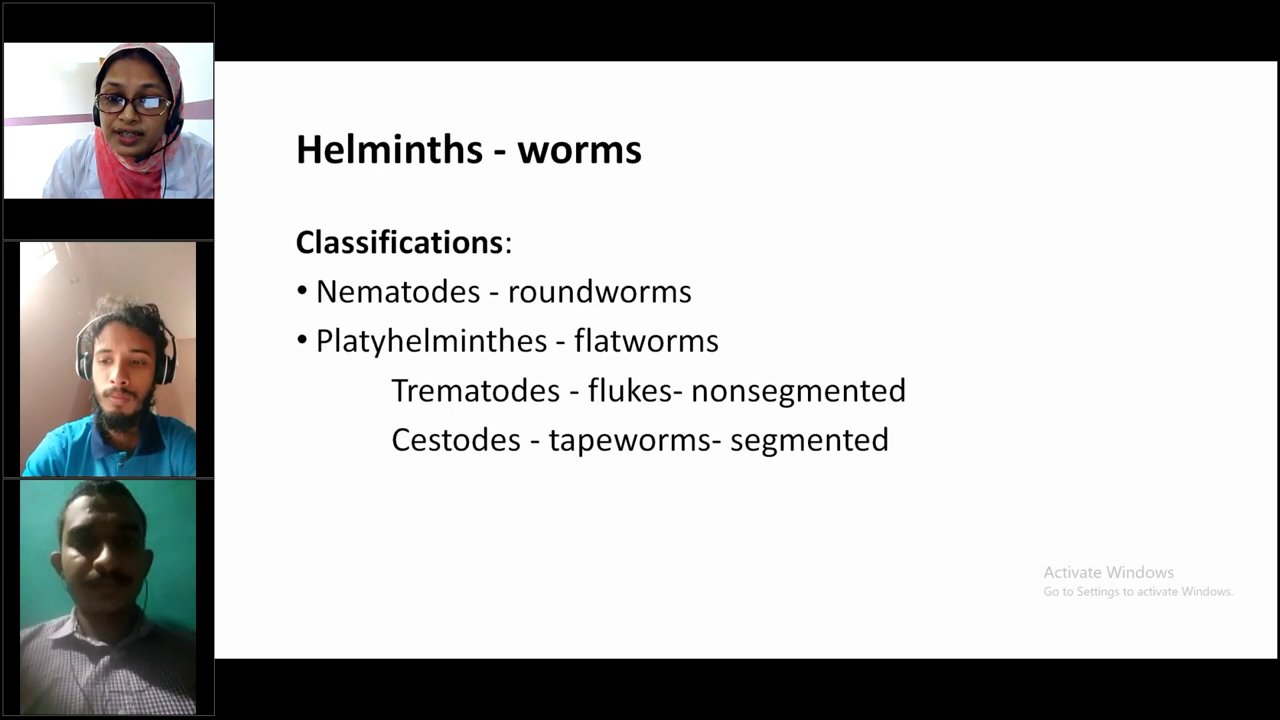 Helminths - worms
Classifications:
• Nematodes - roundworms
• Platyhelminthes - flatworms
Trematodes - flukes- nonsegmented
Cestodes - tapeworms- segmented
Activate Windows
Go to Settings to activate Windows.